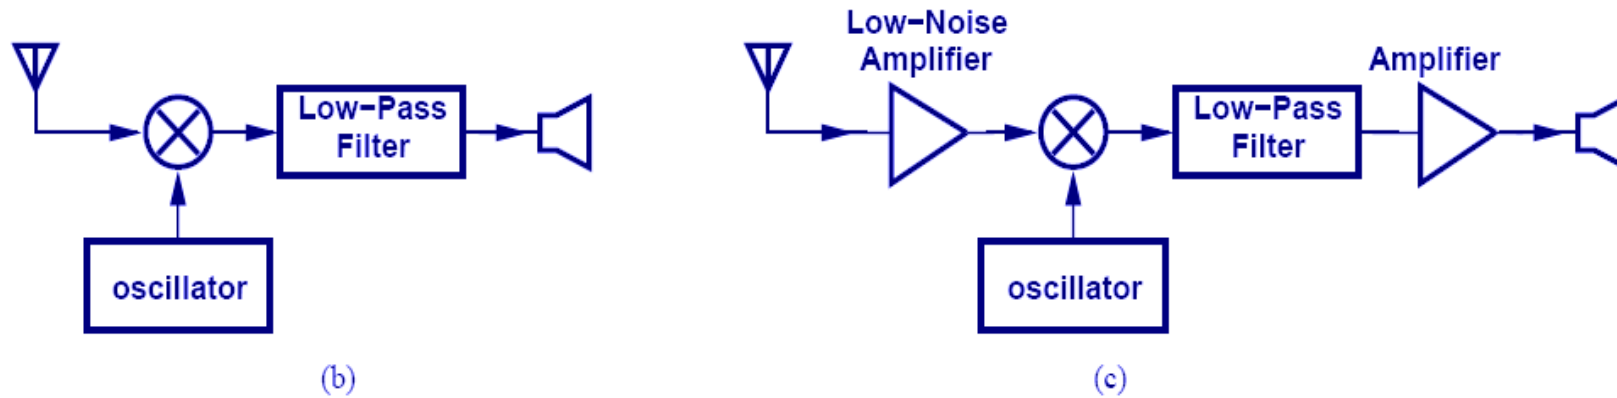 Low-Pass
Filter
oscillator
(b)
Low-Noise
Amplifier
Low-Pass
Filter
Amplifier
oscillator
(c)